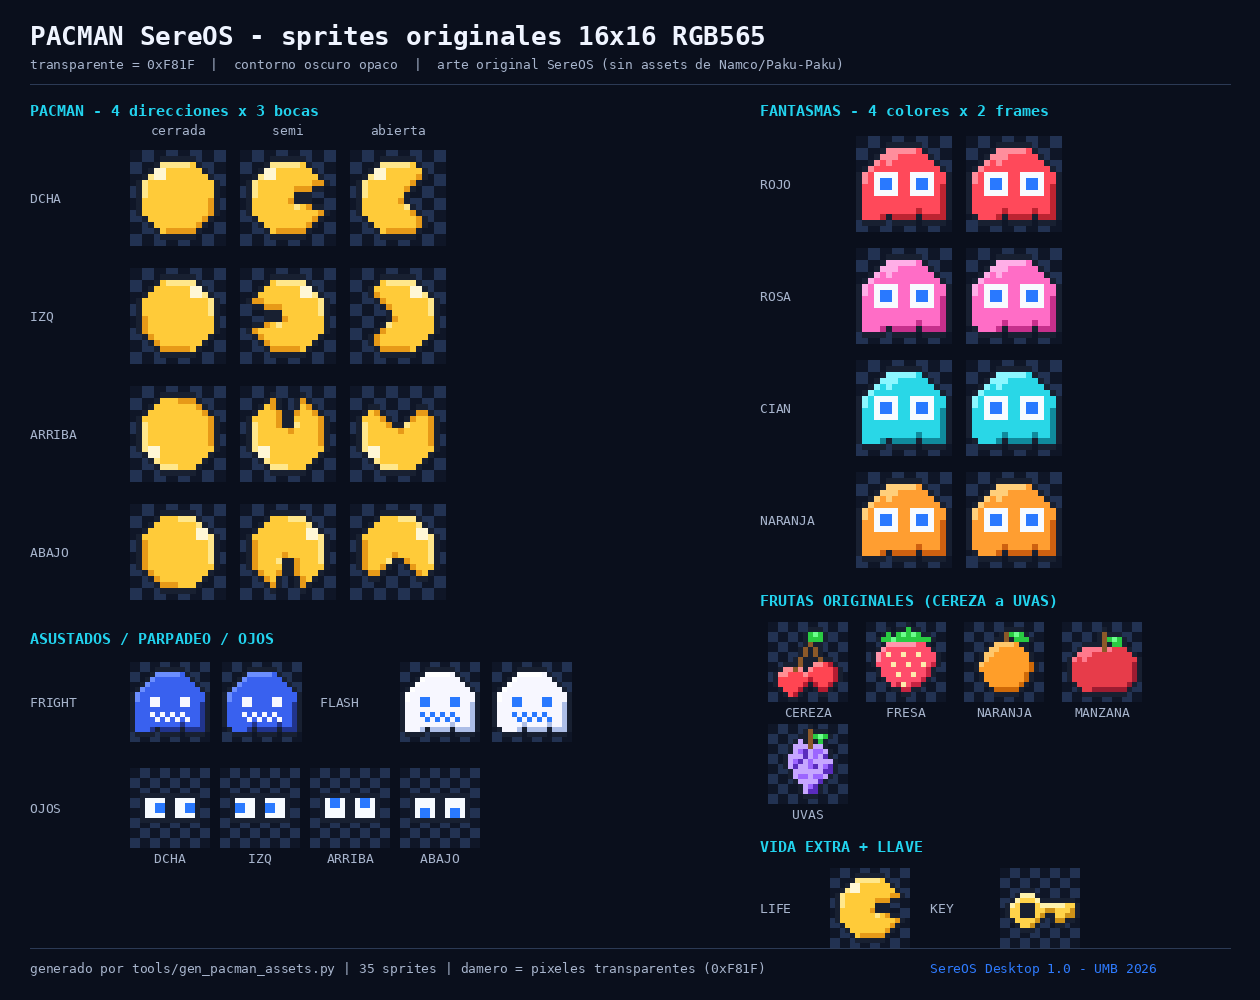 PACMAN SereOS - sprites originales 16x16 RGB565
transparente = 0xF81F | contorno oscuro opaco | arte original SereOS (sin assets de Namco/Paku-Paku)
PACMAN - 4 direcciones x 3 bocas
cerrada semi abierta
DCHA
IZQ
ARRIBA
ABAJO
ASUSTADOS / PARPADEO / OJOS
FRIGHT FLASH
OJOS
DCHA IZQ ARRIBA ABAJO
FANTASMAS - 4 colores x 2 frames
ROJO
ROSA
CIAN
NARANJA
FRUTAS ORIGINALES (CEREZA a UVAS)
CEREZA FRESA NARANJA MANZANA
UVAS
VIDA EXTRA + LLAVE
LIFE KEY
generado por tools/gen_pacman_assets.py | 35 sprites | damero = pixeles transparentes (0xF81F)
SereOS Desktop 1.0 - UMB 2026